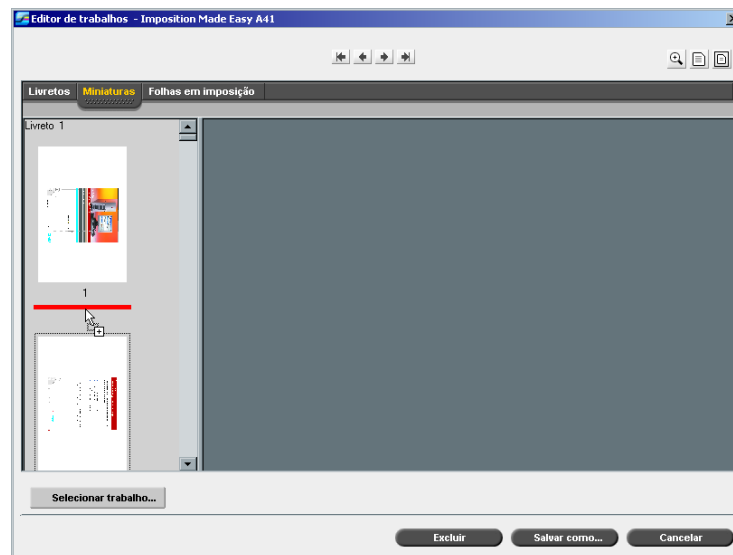 Editor de trabalhos - Imposition Made Easy A41
Livretos Miniaturas Folhas em imposição
Livreto 1
1
Selecionar trabalho...
Excluir Salvar como... Cancelar